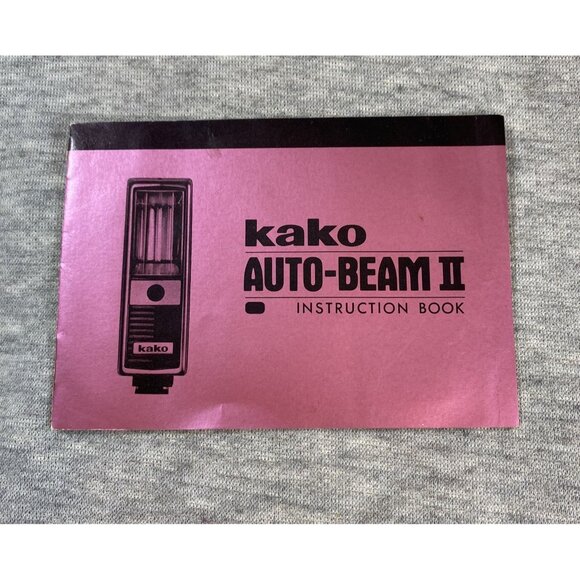 kako
AUTO-BEAM II
INSTRUCTION BOOK
kako